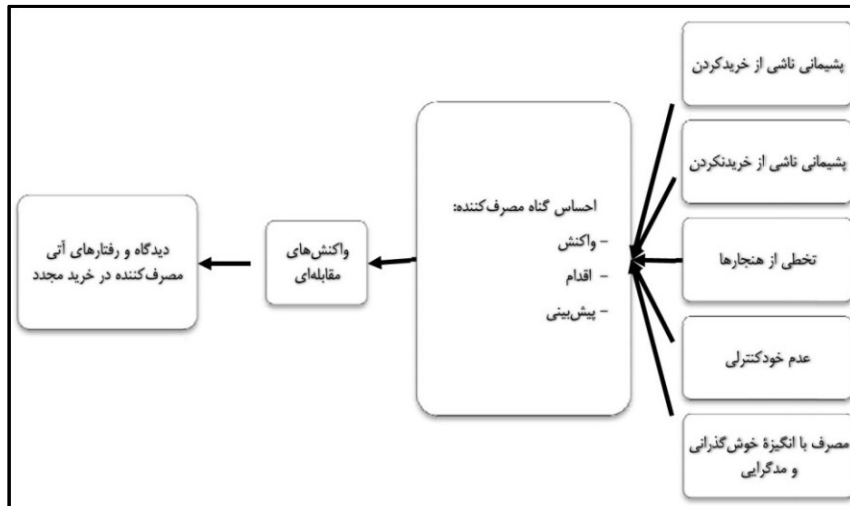 پشیمانی ناشی از خریدکردن
پشیمانی ناشی از خریدنکردن
تخطی از هنجارها
عدم خودکنترلی
مصرف با انگیزهٔ خوش‌گذرانی
و مدگرایی
احساس گناه مصرف‌کننده:
- واکنش
- اقدام
- پیش‌بینی
واکنش‌های
مقابله‌ای
دیدگاه و رفتارهای آتی
مصرف‌کننده در خرید مجدد